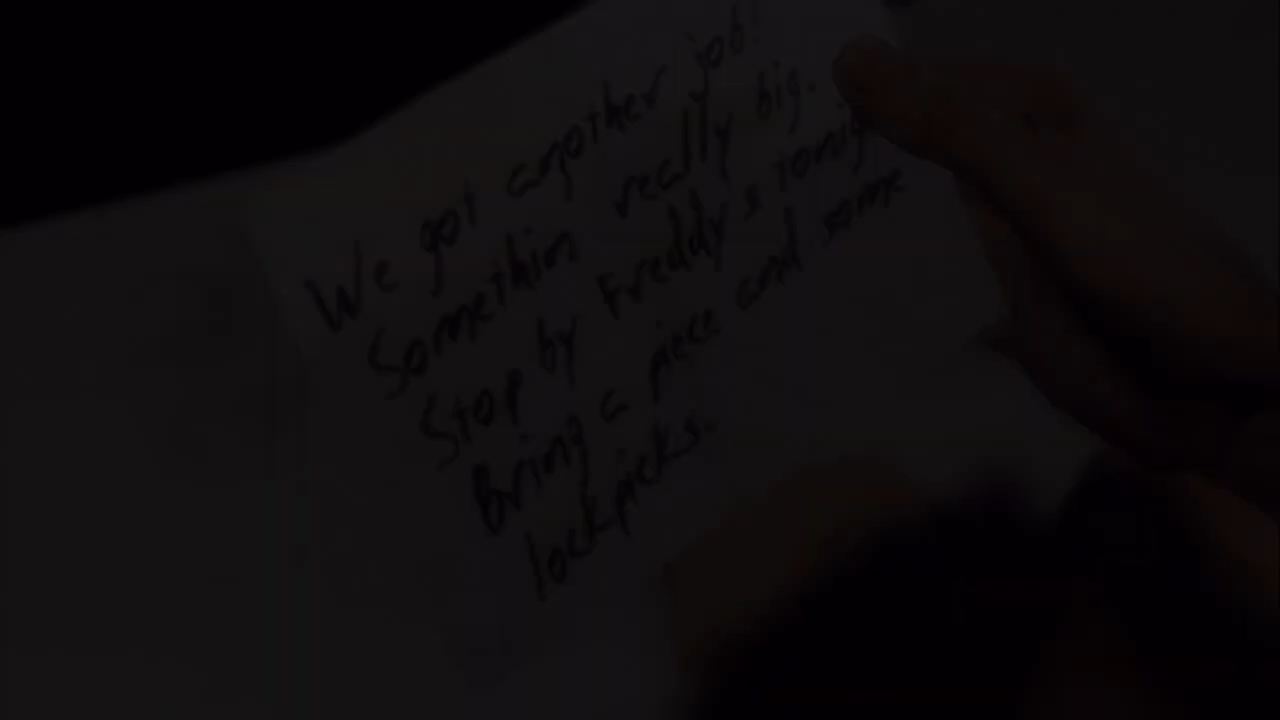 We got another job!
Somethin really big.
Stop by Freddy's
Bring a piece and some
lockpicks.